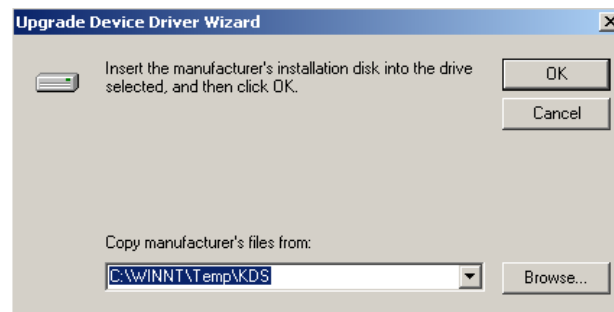 Upgrade Device Driver Wizard
Insert the manufacturer's installation disk into the drive
selected, and then click OK.
OK
Cancel
Copy manufacturer's files from:
C:\WINNT\Temp\KDS
Browse...